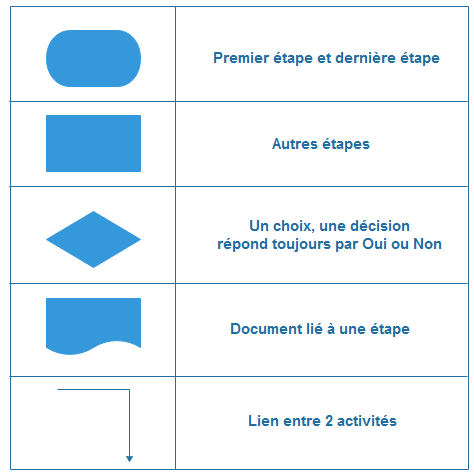 Premier étape et dernière étape
Autres étapes
Un choix, une décision
répond toujours par Oui ou Non
Document lié à une étape
Lien entre 2 activités